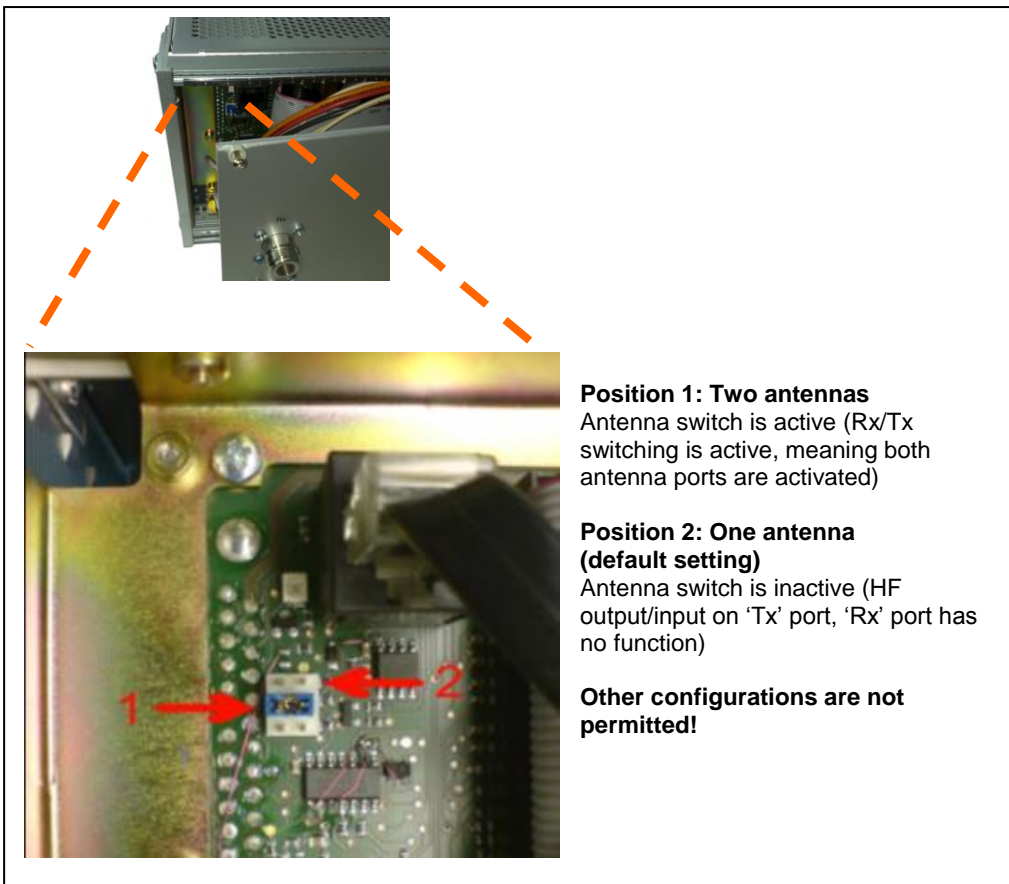 Position 1: Two antennas
Antenna switch is active (Rx/Tx
switching is active, meaning both
antenna ports are activated)
Position 2: One antenna
(default setting)
Antenna switch is inactive (HF
output/input on ‘Tx’ port, ‘Rx’ port has
no function)
Other configurations are not
permitted!
1
2